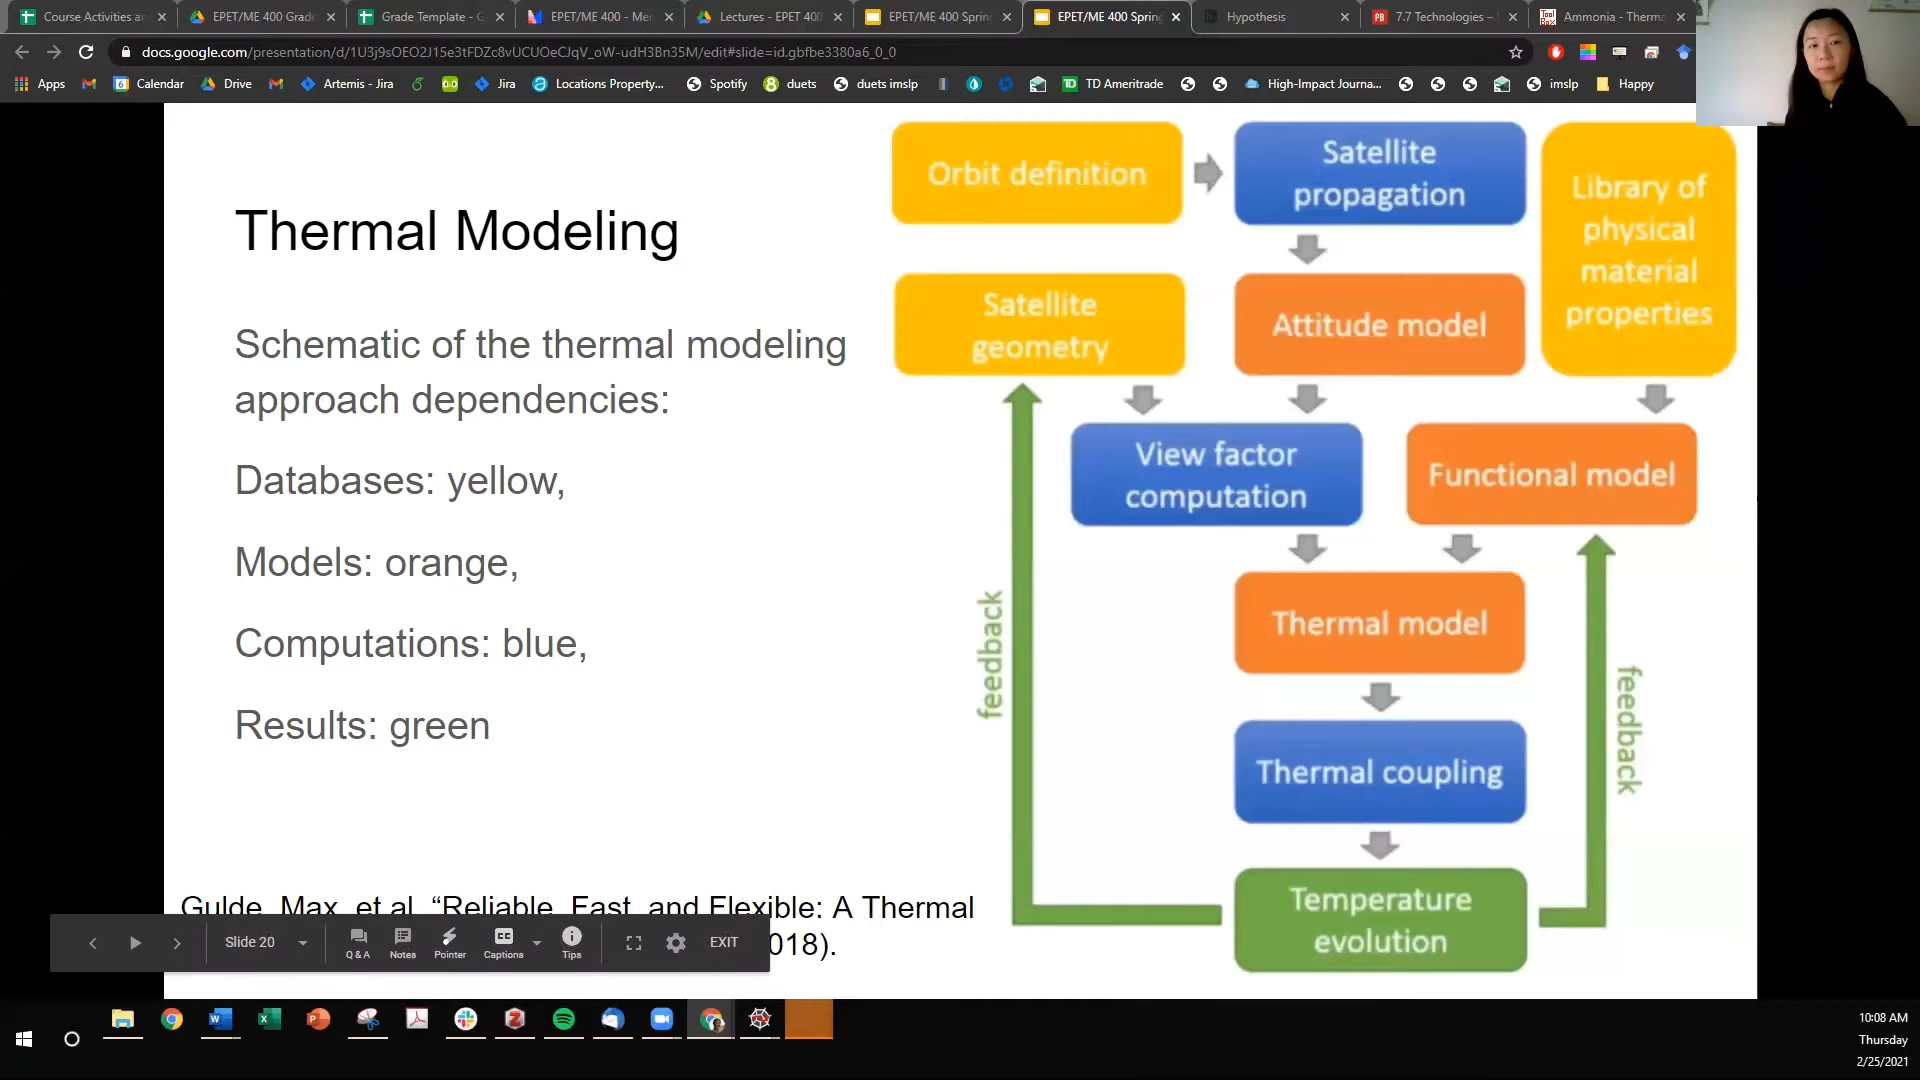 Course Activities a
EPET/ME 400 Gradi
Grade Template - G
EPET/ME 400 - Men
Lectures - EPET 400
EPET/ME 400 Spring
EPET/ME 400 Spring
Hypothesis
7.7 Technologies –
Ammonia - Therma
docs.google.com/presentation/d/1U3j9sOEO2J15e3tFDZc8vUCUOeCJqV_oW-udH3Bn35M/edit#slide=id.gbfbe3380a6_0_0
Apps
Calendar
Drive
Artemis - Jira
Jira
Locations Property...
Spotify
duets
duets imslp
TD Ameritrade
High-Impact Journa...
imslp
Happy
Thermal Modeling
Schematic of the thermal modeling
approach dependencies:
Databases: yellow,
Models: orange,
Computations: blue,
Results: green
Orbit definition
Satellite
propagation
Library of
physical
material
properties
Satellite
geometry
Attitude model
View factor
computation
Functional model
Thermal model
Thermal coupling
Temperature
evolution
feedback
feedback
Gulde, Max, et al. “Reliable, Fast, and Flexible: A Thermal
018).
Slide 20
Q & A
Notes
Pointer
Captions
Tips
EXIT
10:08 AM
Thursday
2/25/2021